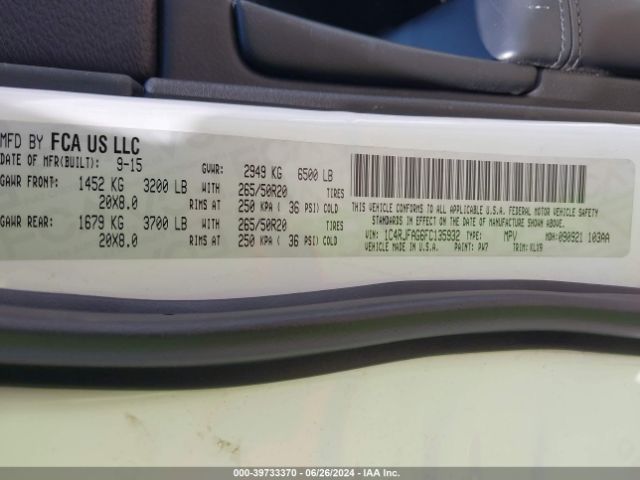 MFD BY FCA US LLC
DATE OF MFR(BUILT): 9-15 GVWR: 2949 KG 6500 LB
GAWR FRONT: 1452 KG 3200 LB WITH 265/50R20 TIRES
20X8.0 RIMS AT 250 KPA ( 36 PSI) COLD
GAWR REAR: 1679 KG 3700 LB WITH 265/50R20 TIRES
20X8.0 RIMS AT 250 KPA ( 36 PSI) COLD
THIS VEHICLE CONFORMS TO ALL APPLICABLE U.S.A. FEDERAL MOTOR VEHICLE SAFETY
STANDARDS IN EFFECT ON THE DATE OF MANUFACTURE SHOWN ABOVE.
VIN: 1C4RJFAG6FC135932 TYPE: MPV MDH:090921 103AA
VEHICLE MADE IN U.S.A. PAINT: PW7 TRIM:XLX9
000-39733370 | 06/26/2024 - IAA Inc.